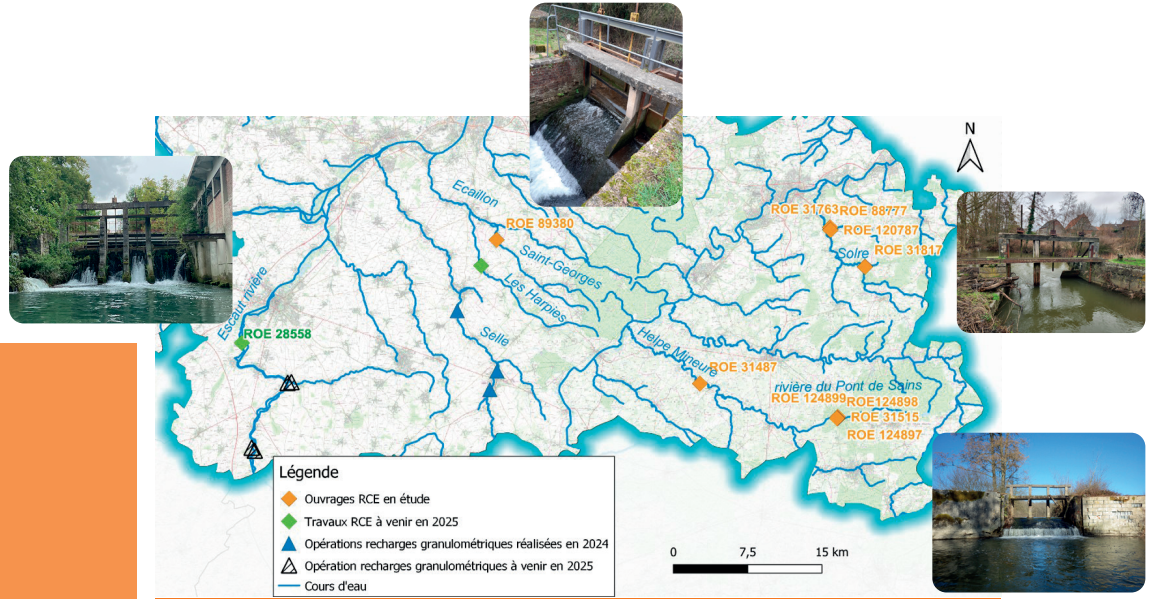 N
Ecaillon
ROE 89380
Saint-Georges
Les Harpies
Selle
Escaut rivière
ROE 28558
ROE 31763
ROE 88777
ROE 120787
ROE 31817
Solre
Helpe Mineure
ROE 31487
rivière du Pont de Sains
ROE 124899
ROE124898
ROE 31515
ROE 124897
Légende
Ouvrages RCE en étude
Travaux RCE à venir en 2025
Opérations recharges granulométriques réalisées en 2024
Opération recharges granulométriques à venir en 2025
Cours d'eau
0 7,5 15 km